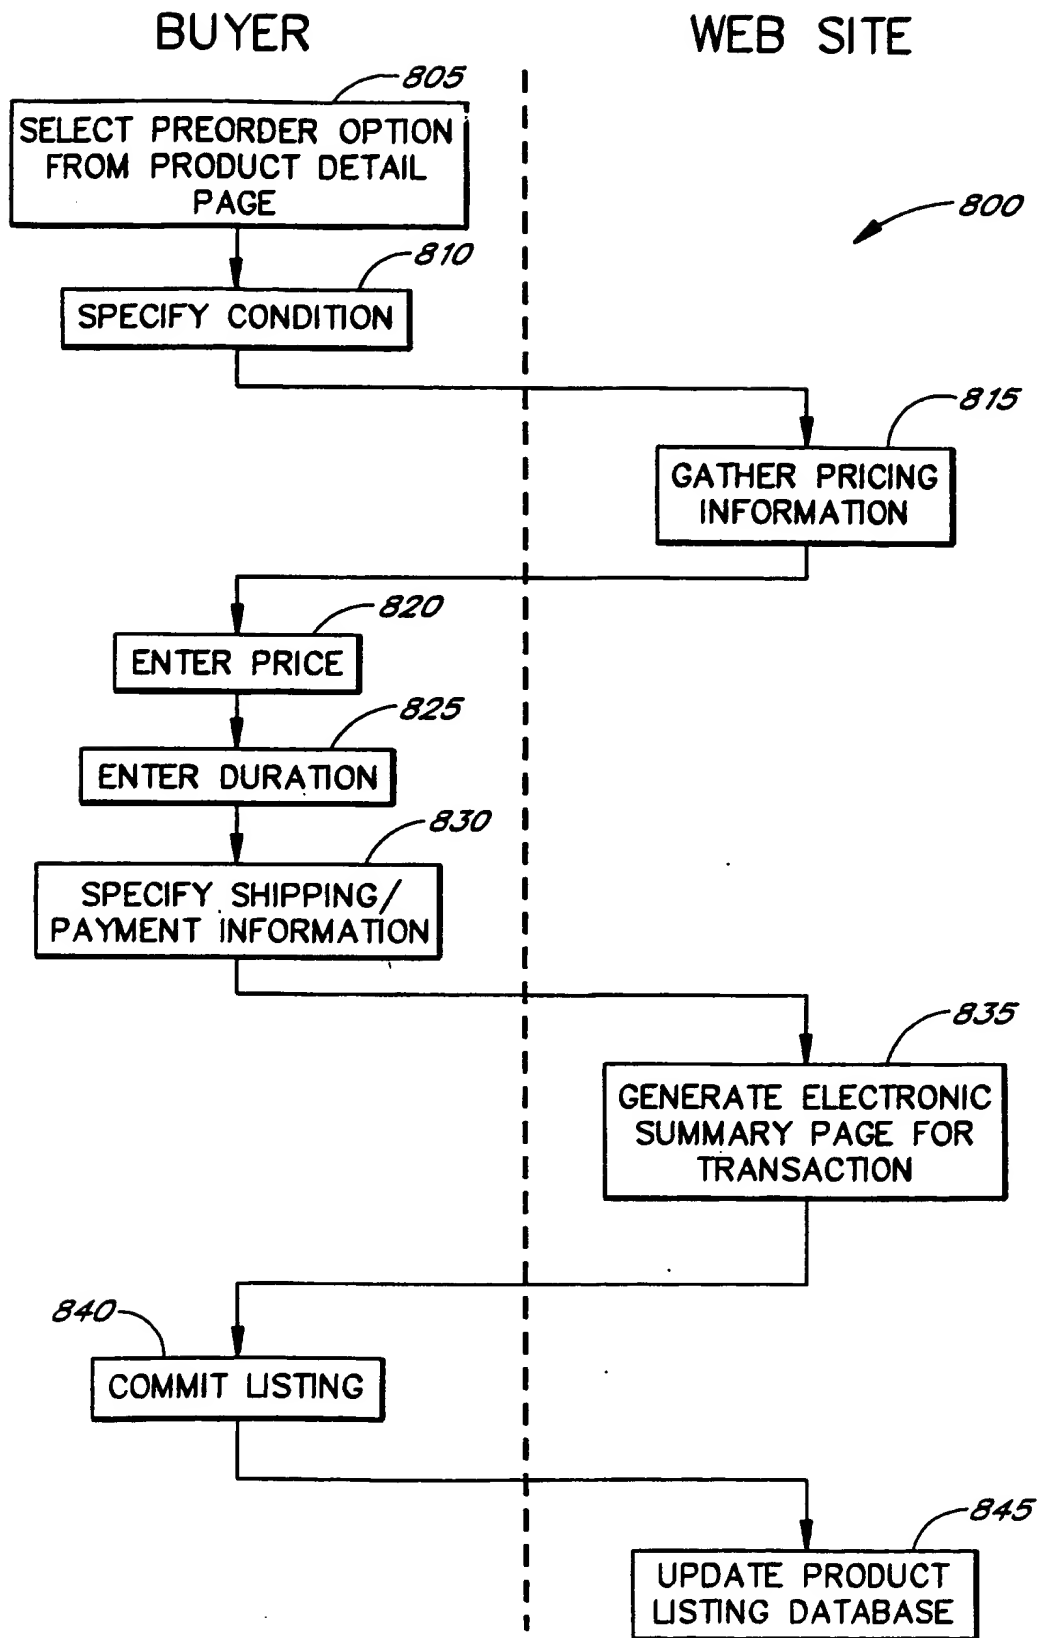 BUYER
WEB SITE
805
SELECT PREORDER OPTION
FROM PRODUCT DETAIL
PAGE
800
810
SPECIFY CONDITION
815
GATHER PRICING
INFORMATION
820
ENTER PRICE
825
ENTER DURATION
830
SPECIFY SHIPPING/
PAYMENT INFORMATION
835
GENERATE ELECTRONIC
SUMMARY PAGE FOR
TRANSACTION
840
COMMIT LISTING
845
UPDATE PRODUCT
LISTING DATABASE